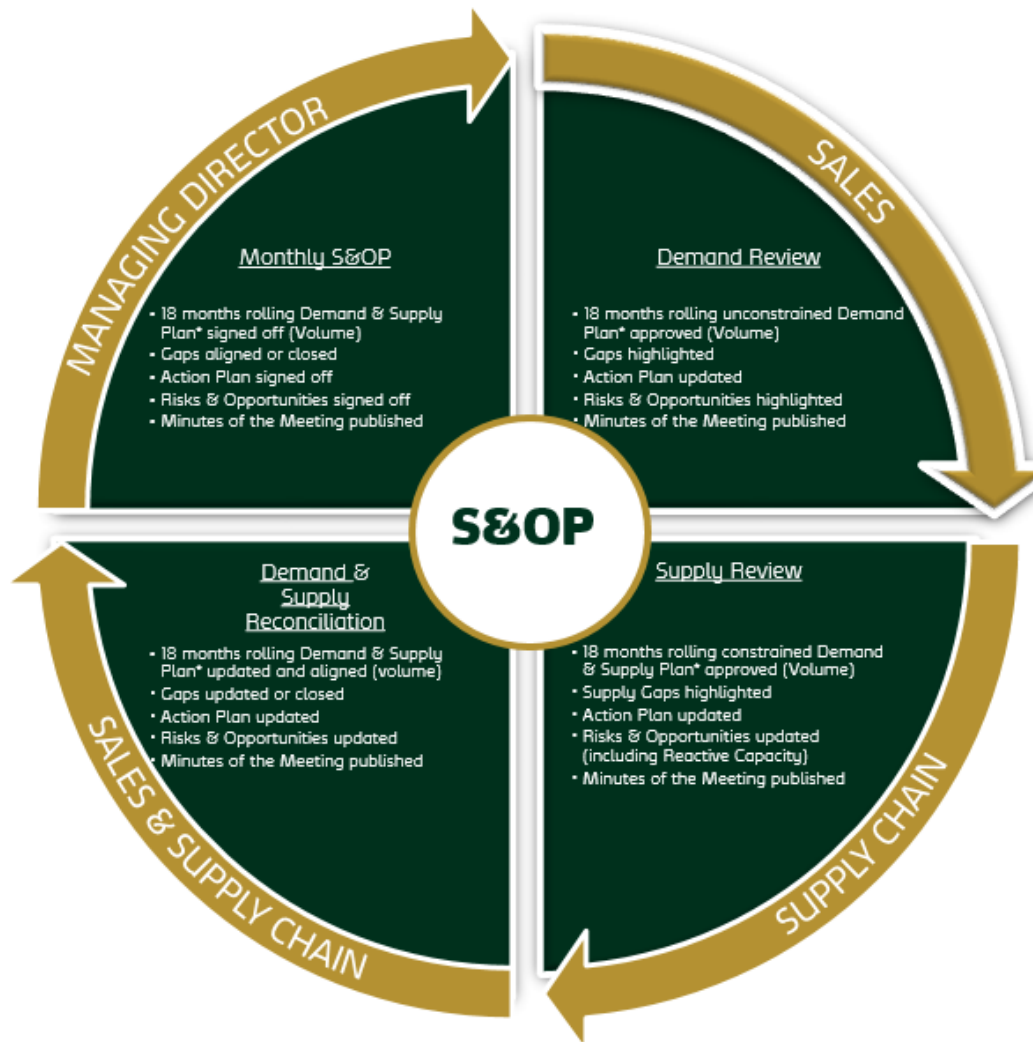 MANAGING DIRECTOR
Monthly S&OP
• 18 months rolling Demand & Supply
Plan* signed off (Volume)
• Gaps aligned or closed
• Action Plan signed off
• Risks & Opportunities signed off
• Minutes of the Meeting published
SALES
Demand Review
• 18 months rolling unconstrained Demand
Plan* approved (Volume)
• Gaps highlighted
• Action Plan updated
• Risks & Opportunities highlighted
• Minutes of the Meeting published
S&OP
Demand &
Supply
Reconciliation
• 18 months rolling Demand & Supply
Plan* updated and aligned (volume)
• Gaps updated or closed
• Action Plan updated
• Risks & Opportunities updated
• Minutes of the Meeting published
SALES & SUPPLY CHAIN
Supply Review
• 18 months rolling constrained Demand
& Supply Plan* approved (Volume)
• Supply Gaps highlighted
• Action Plan updated
• Risks & Opportunities updated
(including Reactive Capacity)
• Minutes of the Meeting published
SUPPLY CHAIN